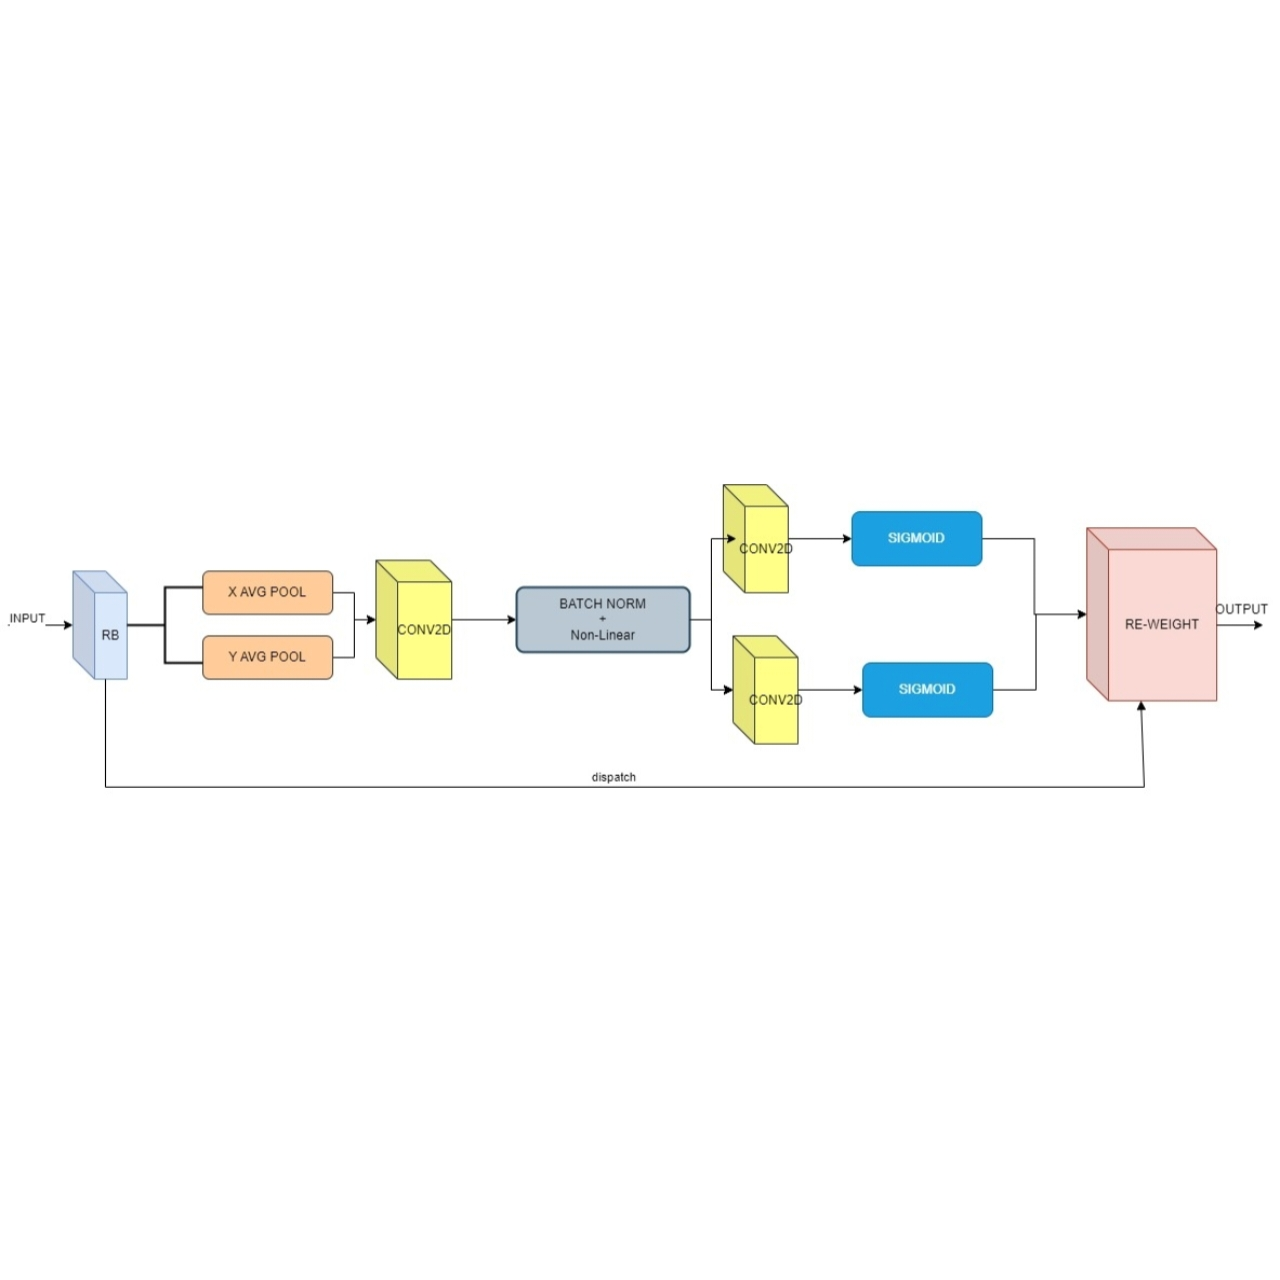 INPUT
RB
X AVG POOL
Y AVG POOL
CONV2D
BATCH NORM
+
Non-Linear
CONV2D
SIGMOID
CONV2D
SIGMOID
RE-WEIGHT
OUTPUT
dispatch